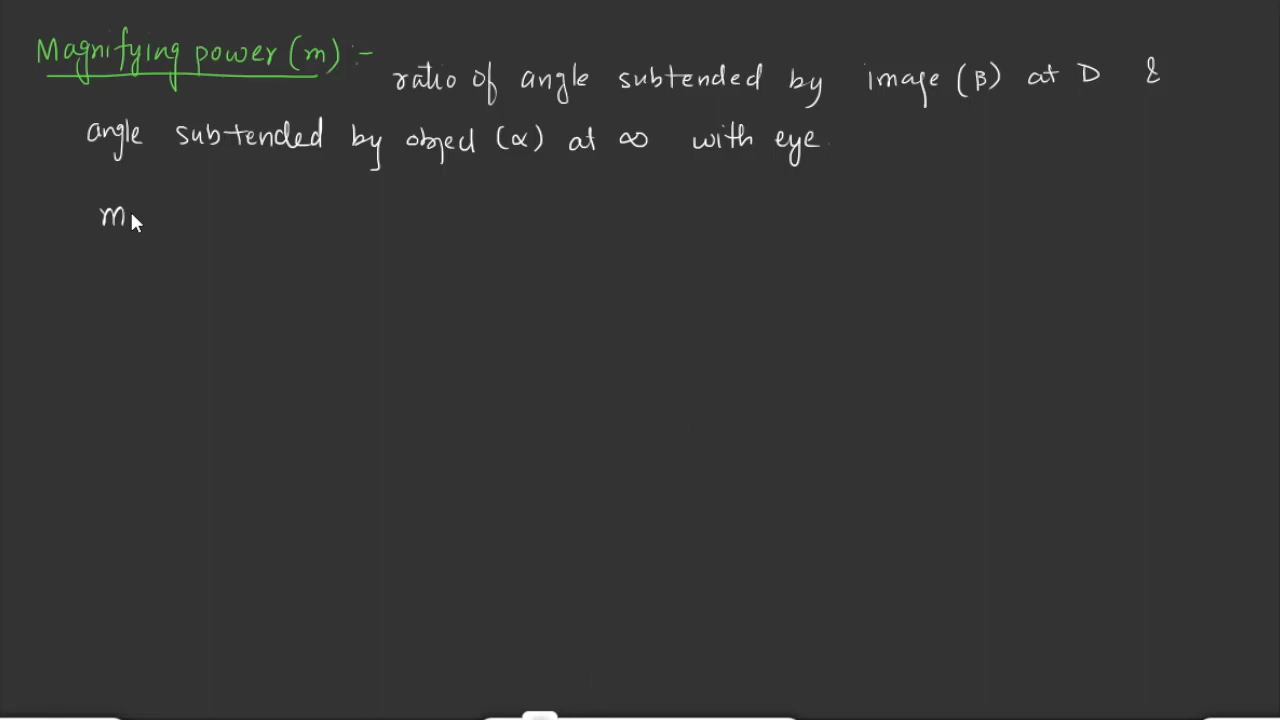 Magnifying power (m) :-
ratio of angle subtended by image (β) at D &
angle subtended by object (α) at ∞ with eye.
m